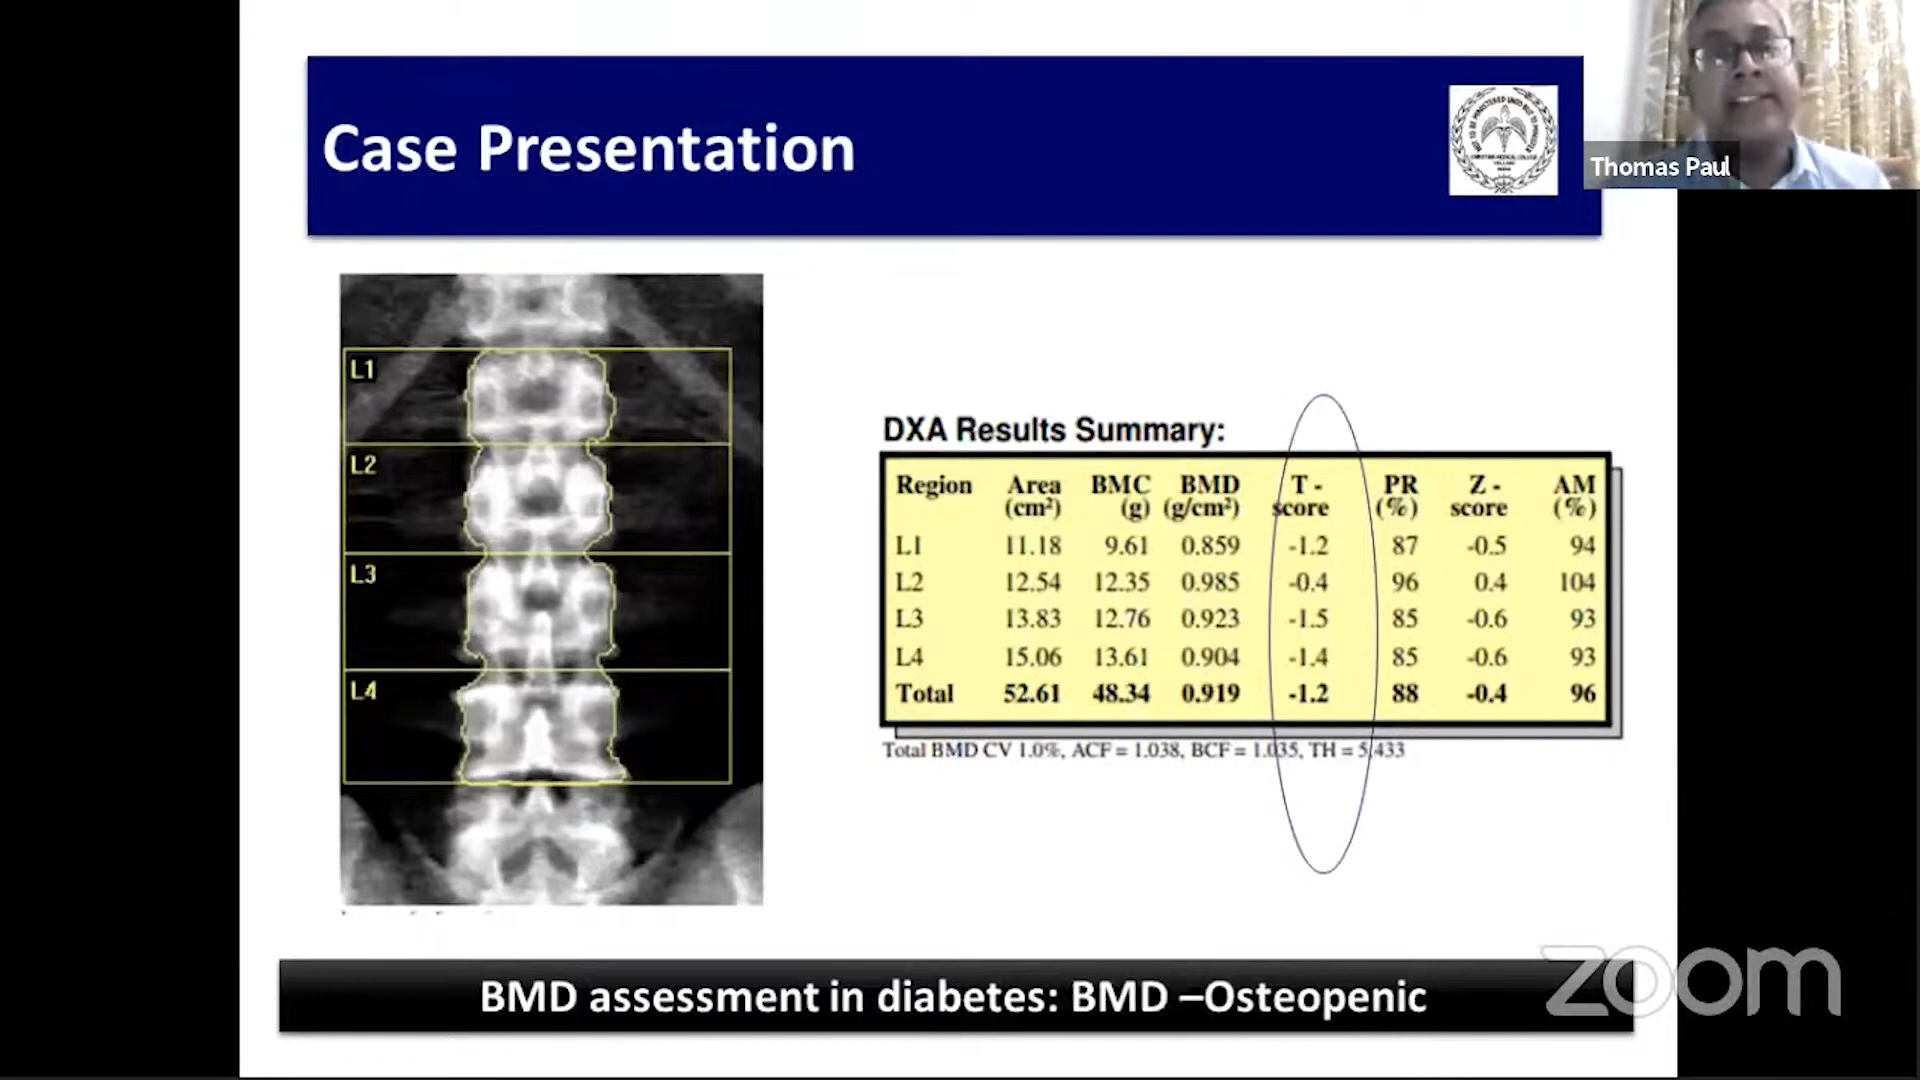 Case Presentation
Thomas Paul
L1
L2
L3
L4
DXA Results Summary:
Region Area BMC BMD T - PR Z - AM
(cm²) (g) (g/cm²) score (%) score (%)
L1 11.18 9.61 0.859 -1.2 87 -0.5 94
L2 12.54 12.35 0.985 -0.4 96 0.4 104
L3 13.83 12.76 0.923 -1.5 85 -0.6 93
L4 15.06 13.61 0.904 -1.4 85 -0.6 93
Total 52.61 48.34 0.919 -1.2 88 -0.4 96
Total BMD CV 1.0%, ACF = 1.038, BCF = 1.035, TH = 5.433
BMD assessment in diabetes: BMD –Osteopenic
zoom